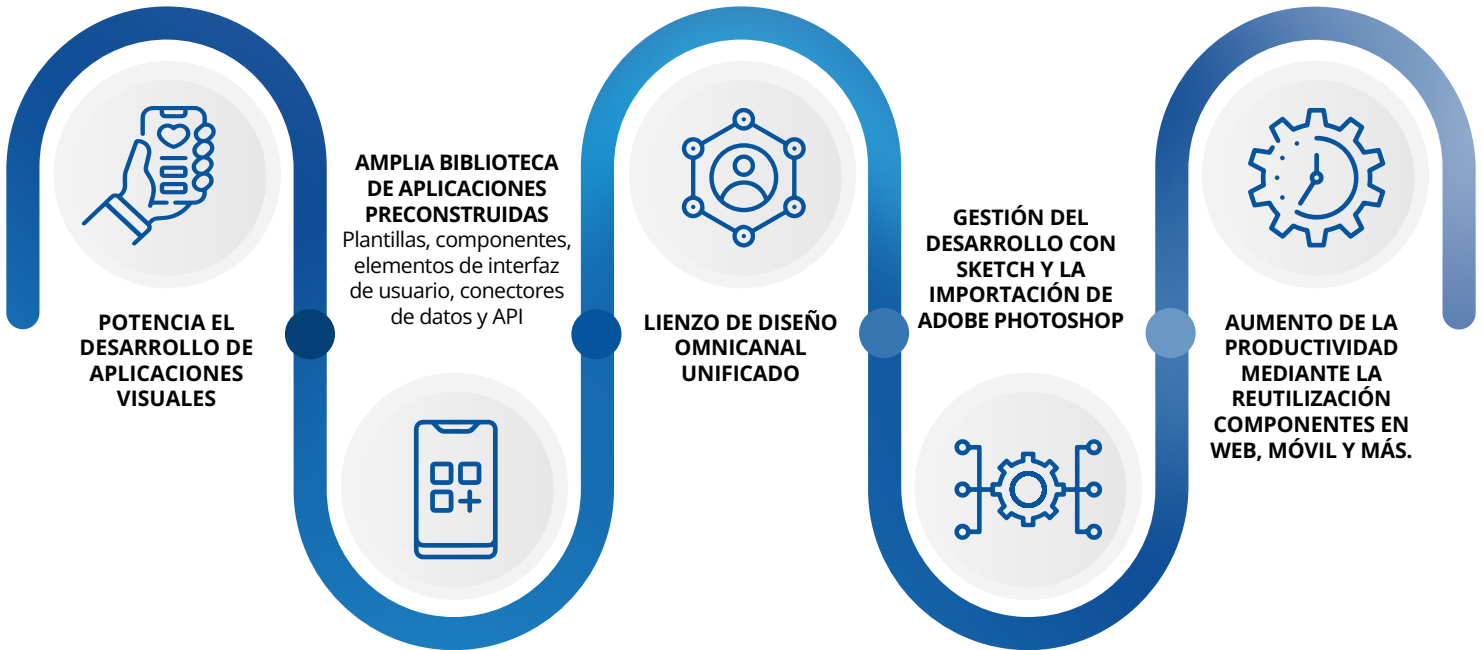 POTENCIA EL
DESARROLLO DE
APLICACIONES
VISUALES
AMPLIA BIBLIOTECA
DE APLICACIONES
PRECONSTRUIDAS
Plantillas, componentes,
elementos de interfaz
de usuario, conectores
de datos y API
LIENZO DE DISEÑO
OMNICANAL
UNIFICADO
GESTIÓN DEL
DESARROLLO CON
SKETCH Y LA
IMPORTACIÓN DE
ADOBE PHOTOSHOP
AUMENTO DE LA
PRODUCTIVIDAD
MEDIANTE LA
REUTILIZACIÓN
COMPONENTES EN
WEB, MÓVIL Y MÁS.